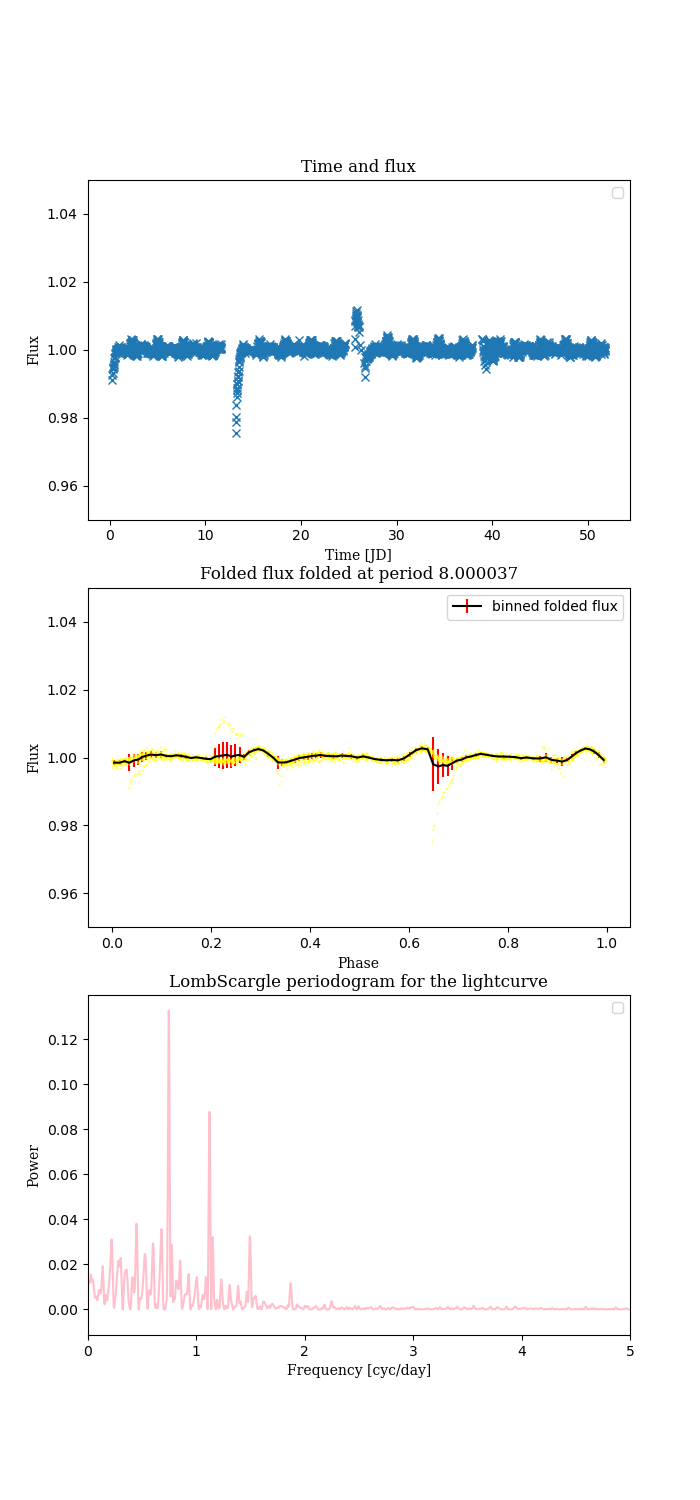 Time and flux
1.04
1.02
1.00
0.98
0.96
Flux
0 10 20 30 40 50
Time [JD]
Folded flux folded at period 8.000037
binned folded flux
1.04
1.02
1.00
0.98
0.96
Flux
0.0 0.2 0.4 0.6 0.8 1.0
Phase
LombScargle periodogram for the lightcurve
0.12
0.10
0.08
0.06
0.04
0.02
0.00
Power
0 1 2 3 4 5
Frequency [cyc/day]